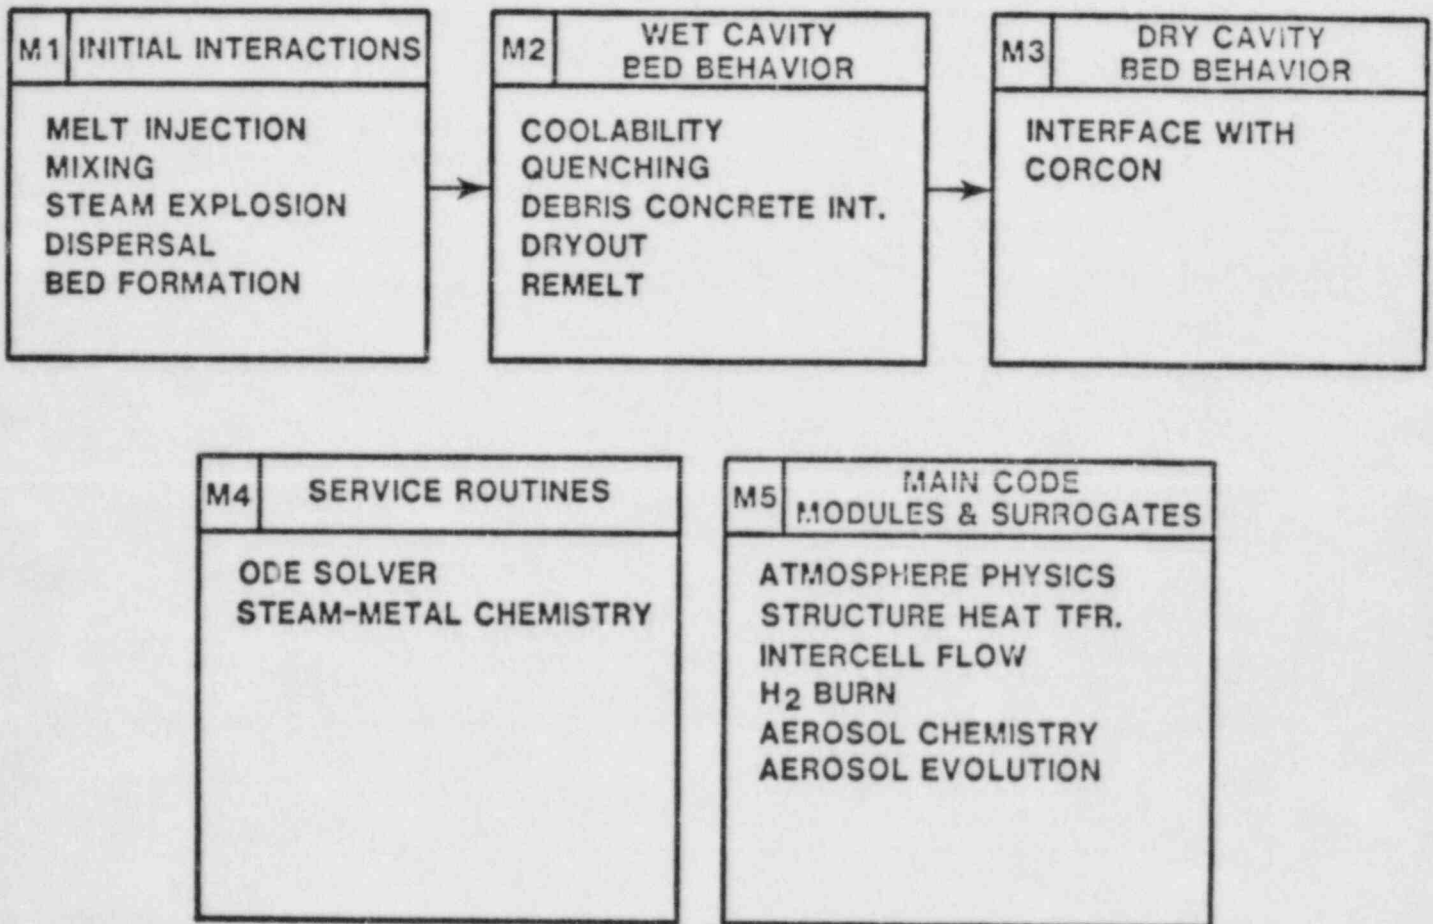 M1 INITIAL INTERACTIONS
MELT INJECTION
MIXING
STEAM EXPLOSION
DISPERSAL
BED FORMATION
M2 WET CAVITY
BED BEHAVIOR
COOLABILITY
QUENCHING
DEBRIS CONCRETE INT.
DRYOUT
REMELT
M3 DRY CAVITY
BED BEHAVIOR
INTERFACE WITH
CORCON
M4 SERVICE ROUTINES
ODE SOLVER
STEAM-METAL CHEMISTRY
M5 MAIN CODE
MODULES & SURROGATES
ATMOSPHERE PHYSICS
STRUCTURE HEAT TFR.
INTERCELL FLOW
H2 BURN
AEROSOL CHEMISTRY
AEROSOL EVOLUTION